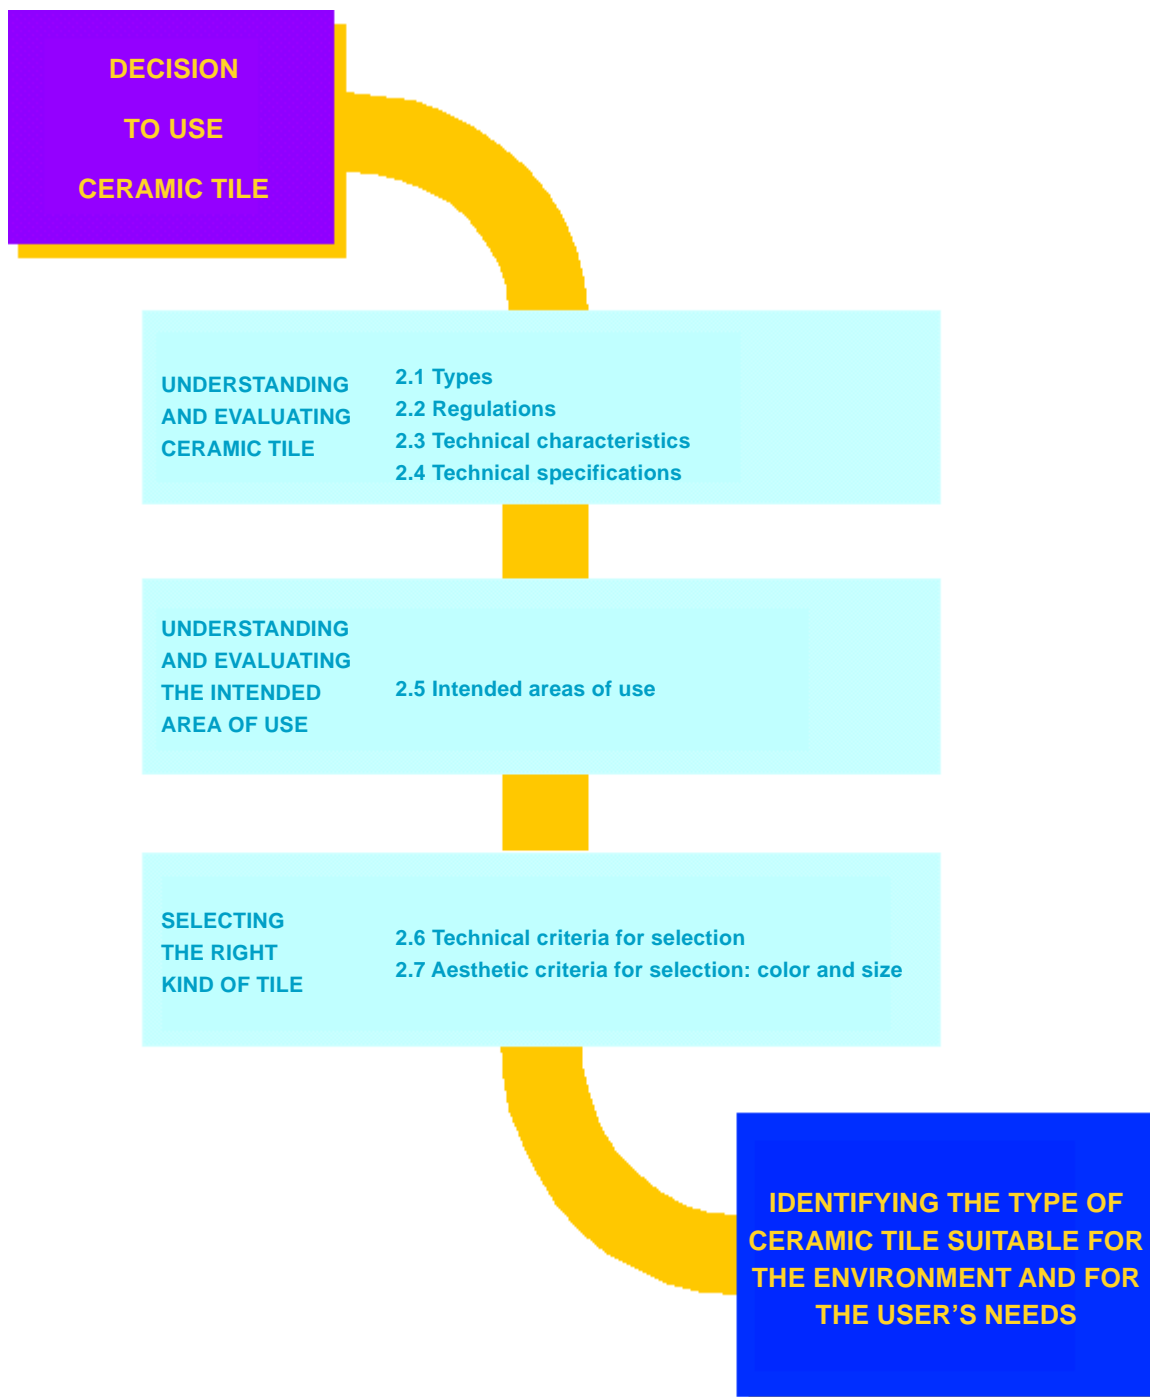 DECISION
TO USE
CERAMIC TILE
UNDERSTANDING
AND EVALUATING
CERAMIC TILE
2.1 Types
2.2 Regulations
2.3 Technical characteristics
2.4 Technical specifications
UNDERSTANDING
AND EVALUATING
THE INTENDED
AREA OF USE
2.5 Intended areas of use
SELECTING
THE RIGHT
KIND OF TILE
2.6 Technical criteria for selection
2.7 Aesthetic criteria for selection: color and size
IDENTIFYING THE TYPE OF
CERAMIC TILE SUITABLE FOR
THE ENVIRONMENT AND FOR
THE USER’S NEEDS